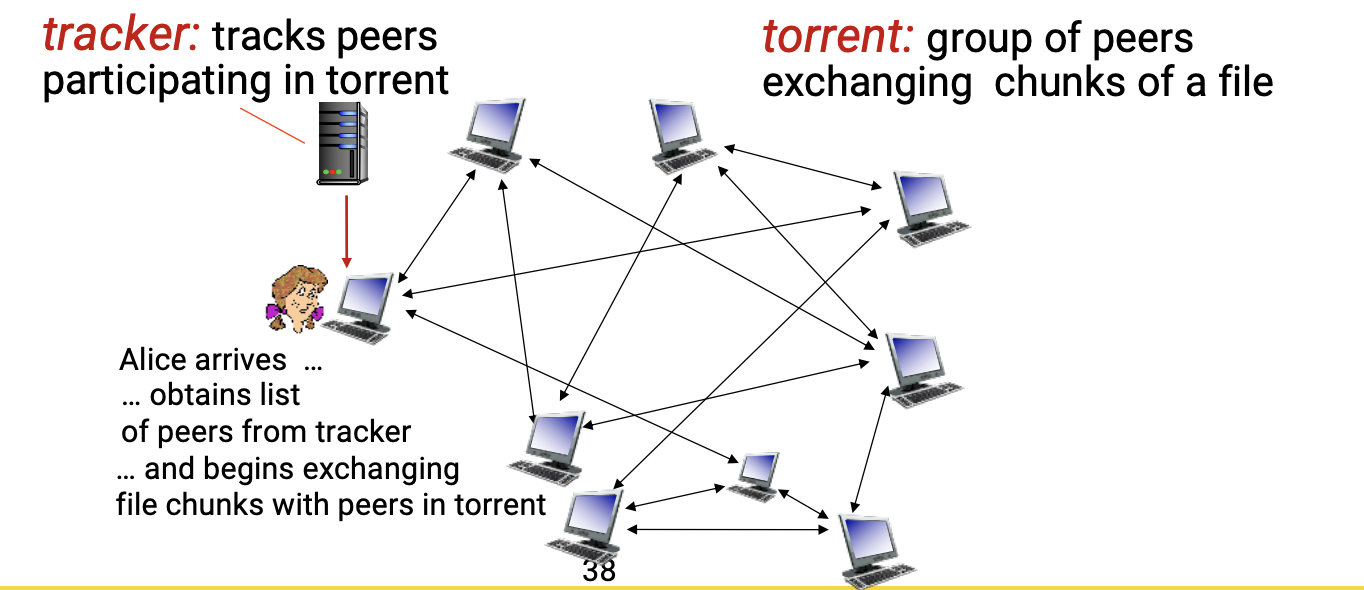 tracker: tracks peers
participating in torrent
torrent: group of peers
exchanging  chunks of a file
Alice arrives  …
… obtains list
of peers from tracker
… and begins exchanging
file chunks with peers in torrent
38